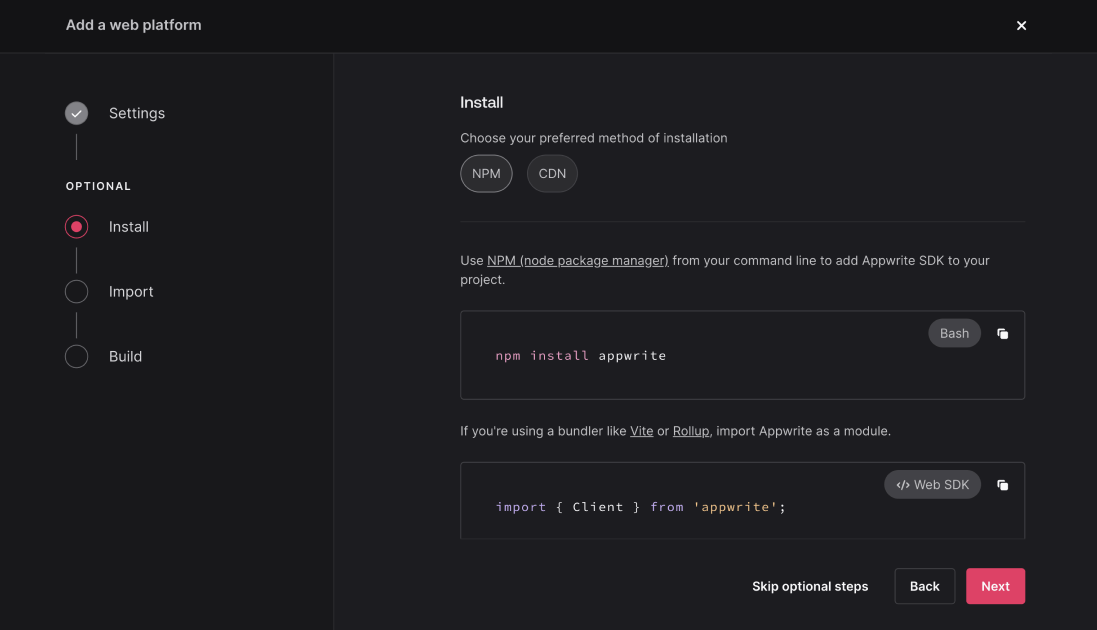 Add a web platform
Settings
OPTIONAL
Install
Import
Build
Install
Choose your preferred method of installation
NPM
CDN
Use NPM (node package manager) from your command line to add Appwrite SDK to your
project.
Bash
npm install appwrite
If you're using a bundler like Vite or Rollup, import Appwrite as a module.
</> Web SDK
import { Client } from 'appwrite';
Skip optional steps
Back
Next